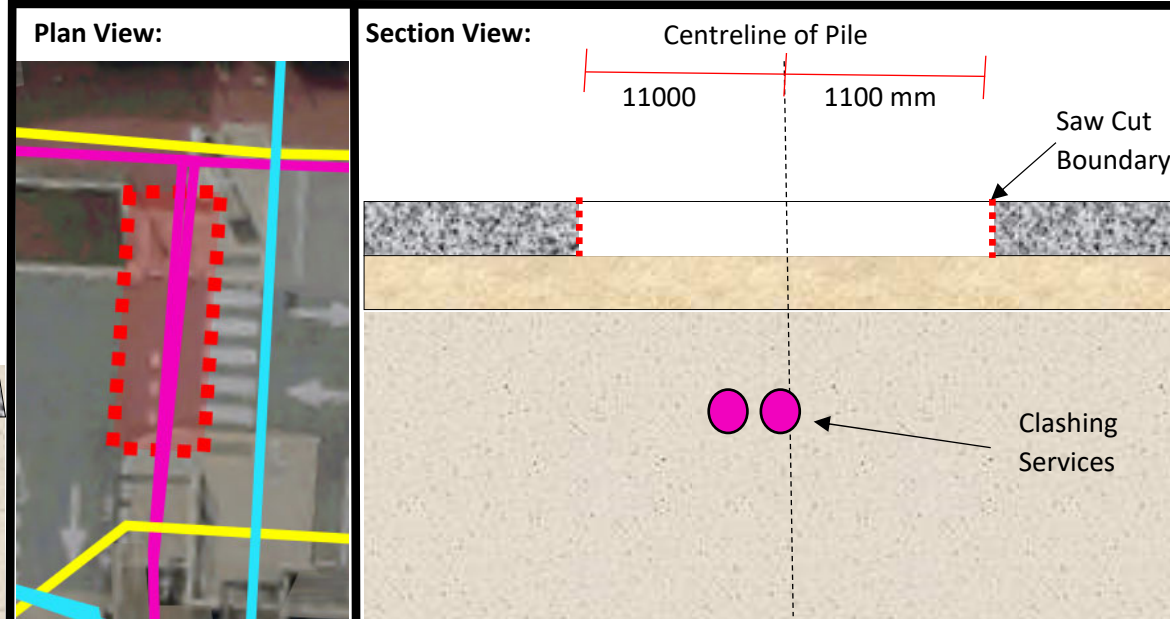 Plan View:
Section View:
Centreline of Pile
11000
1100 mm
Saw Cut
Boundary
Clashing
Services